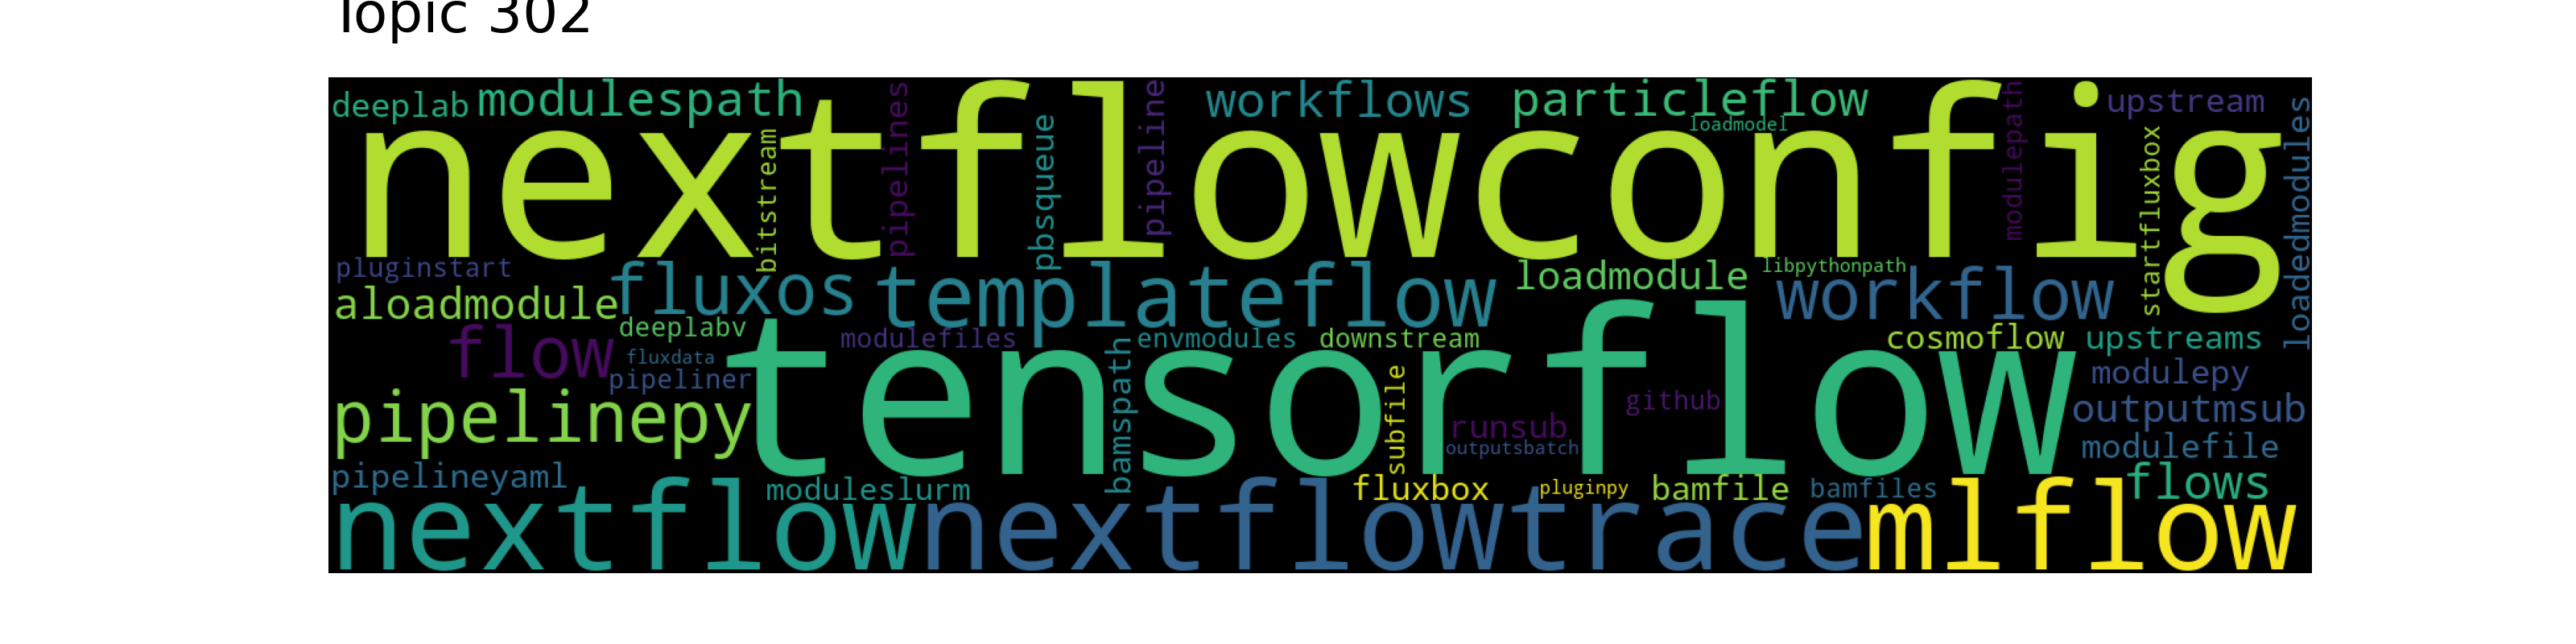 Topic 302
deeplab modulespath workflows particleflow upstream
loadmodel
nextflowconfig
bitstream
pipelines
pbsqueue
pipeline
modulepath
startfluxbox
loadedmodules
pluginstart
aloadmodule fluxos templateflow loadmodule libpythonpath workflow
flow deeplabv modulefiles envmodules downstream cosmoflow upstreams
fluxdata
pipeliner
tensorflow
bamspath
subfile
github
runsub
outputsbatch
modulepy
outputmsub
modulefile
pipelinepy
pipelineyaml moduleslurm fluxbox pluginpy bamfile bamfiles flows
nextflow nextflowtrace mlflow